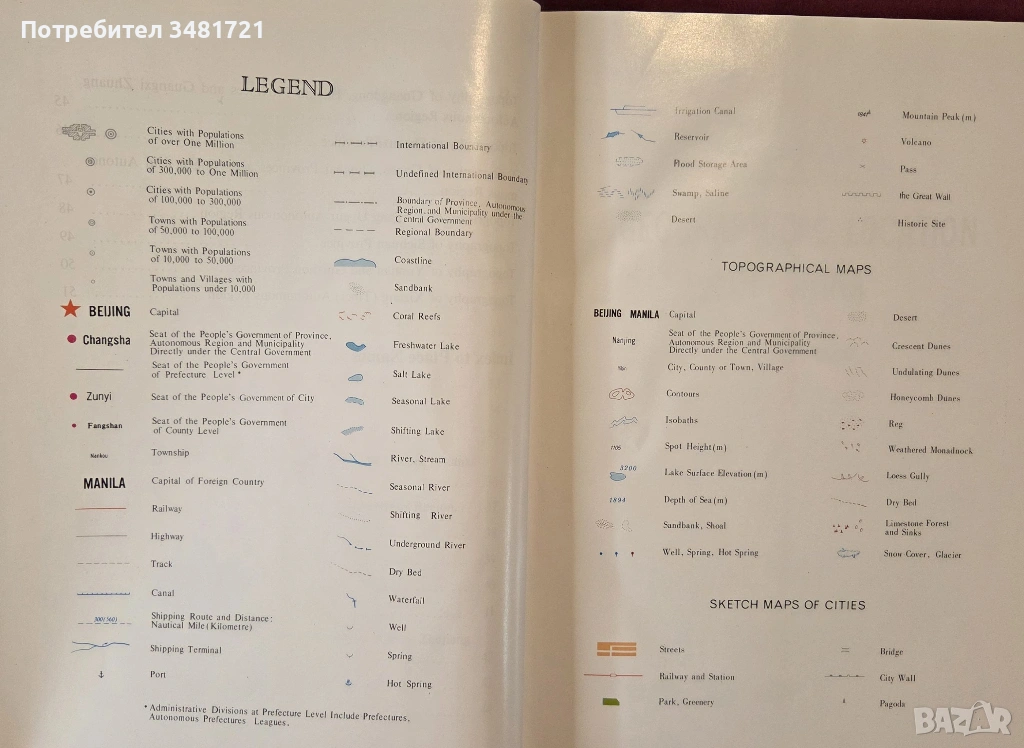 Потребител 3481721
LEGEND
Cities with Populations
of over One Million
Cities with Populations
of 300,000 to One Million
Cities with Populations
of 100,000 to 300,000
Towns with Populations
of 50,000 to 100,000
Towns with Populations
of 10,000 to 50,000
Towns and Villages with
Populations under 10,000
BEIJING Capital
Changsha Seat of the People's Government of Province,
Autonomous Region and Municipality
Directly under the Central Government
Seat of the People's Government
of Prefecture Level*
Zunyi Seat of the People's Government of City
Fangshan Seat of the People's Government
of County Level
Nankou Township
MANILA Capital of Foreign Country
Railway
Highway
Track
Canal
Shipping Route and Distance:
Nautical Mile (Kilometre)
Shipping Terminal
Port
International Boundary
Undefined International Boundary
Boundary of Province, Autonomous
Region, and Municipality under the
Central Government
Regional Boundary
Coastline
Sandbank
Coral Reefs
Freshwater Lake
Salt Lake
Seasonal Lake
Shifting Lake
River, Stream
Seasonal River
Shifting River
Underground River
Dry Bed
Waterfall
Well
Spring
Hot Spring
* Administrative Divisions at Prefecture Level Include Prefectures,
Autonomous Prefectures Leagues.
Irrigation Canal
Reservoir
Flood Storage Area
Swamp, Saline
Desert
Mountain Peak (m)
Volcano
Pass
the Great Wall
Historic Site
TOPOGRAPHICAL MAPS
BEIJING MANILA Capital
Nanjing Seat of the People's Government of Province,
Autonomous Region and Municipality
Directly under the Central Government
City, County or Town, Village
Contours
Isobaths
1705 Spot Height (m)
3200 Lake Surface Elevation (m)
1894 Depth of Sea (m)
Sandbank, Shoal
Well, Spring, Hot Spring
Desert
Crescent Dunes
Undulating Dunes
Honeycomb Dunes
Reg
Weathered Monadnock
Loess Gully
Dry Bed
Limestone Forest
and Sinks
Snow Cover, Glacier
SKETCH MAPS OF CITIES
Streets
Railway and Station
Park, Greenery
Bridge
City Wall
Pagoda
BAZAR